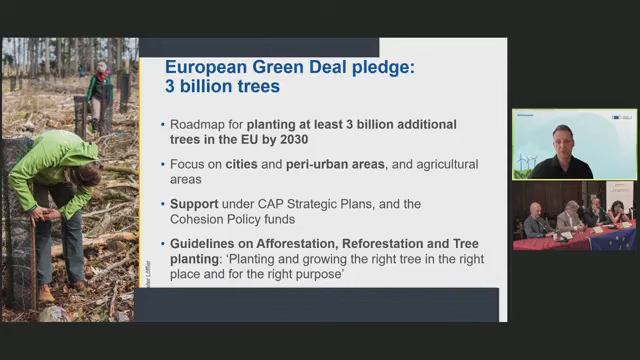 European Green Deal pledge:
3 billion trees
• Roadmap for planting at least 3 billion additional
trees in the EU by 2030
• Focus on cities and peri-urban areas, and agricultural
areas
• Support under CAP Strategic Plans, and the
Cohesion Policy funds
• Guidelines on Afforestation, Reforestation and Tree
planting: ‘Planting and growing the right tree in the right
place and for the right purpose’